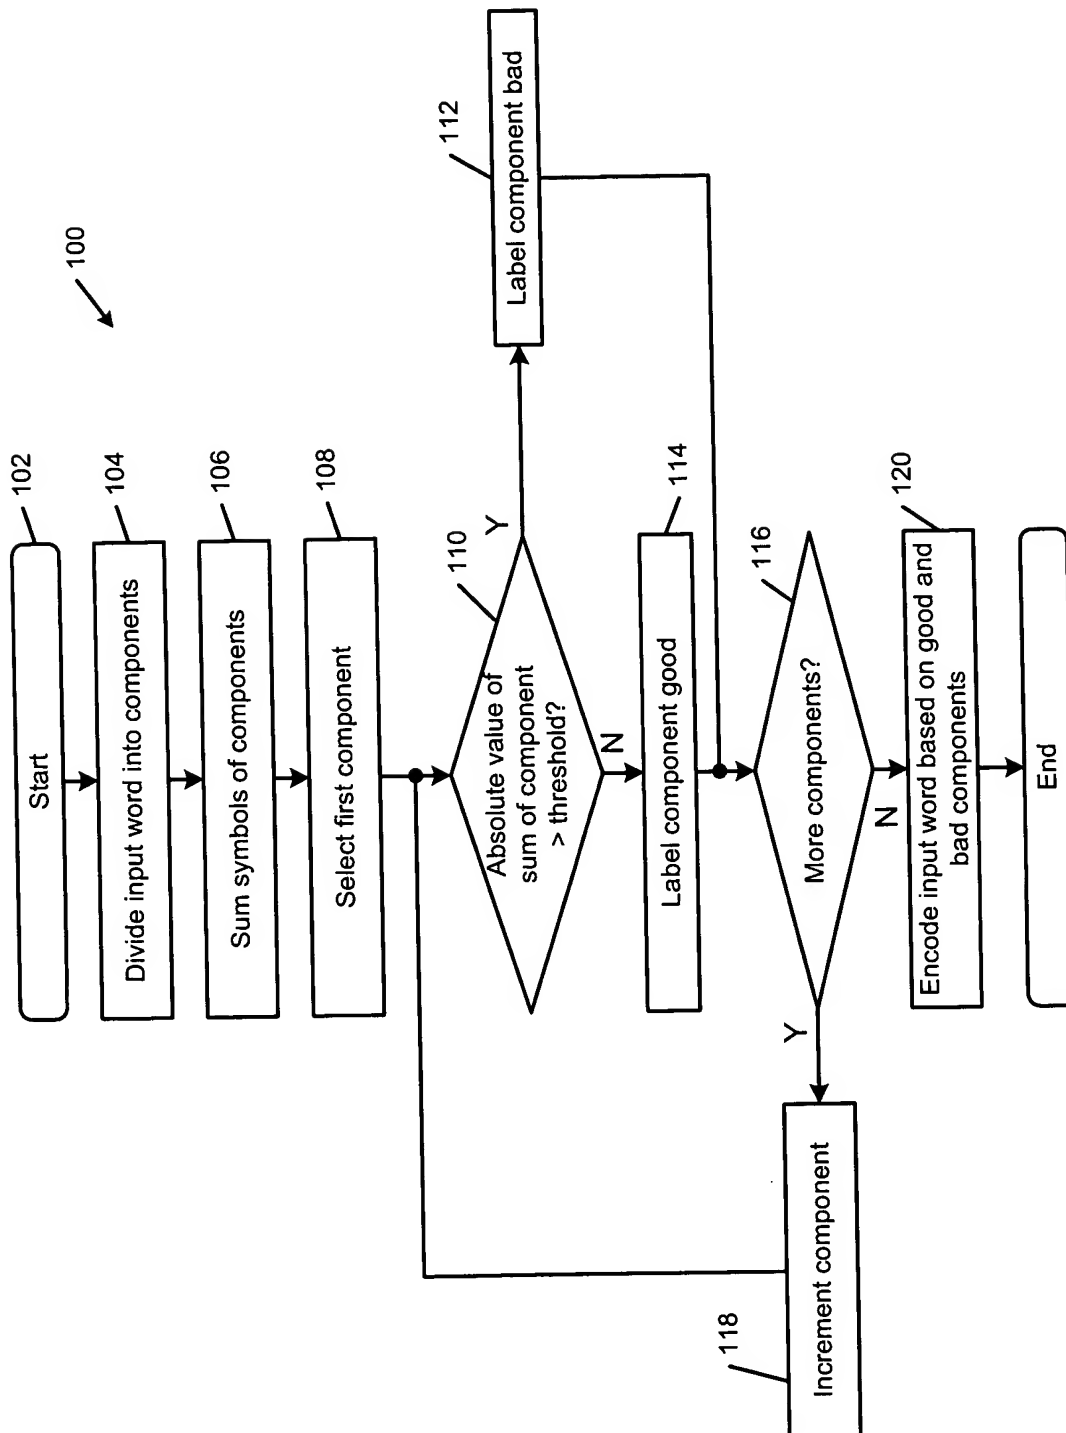 100
Start
102
Divide input word into components
104
Sum symbols of components
106
Select first component
108
Absolute value of
sum of component
> threshold?
110
Y
N
Label component bad
112
Label component good
114
More components?
116
Y
N
Increment component
118
Encode input word based on good and
bad components
120
End